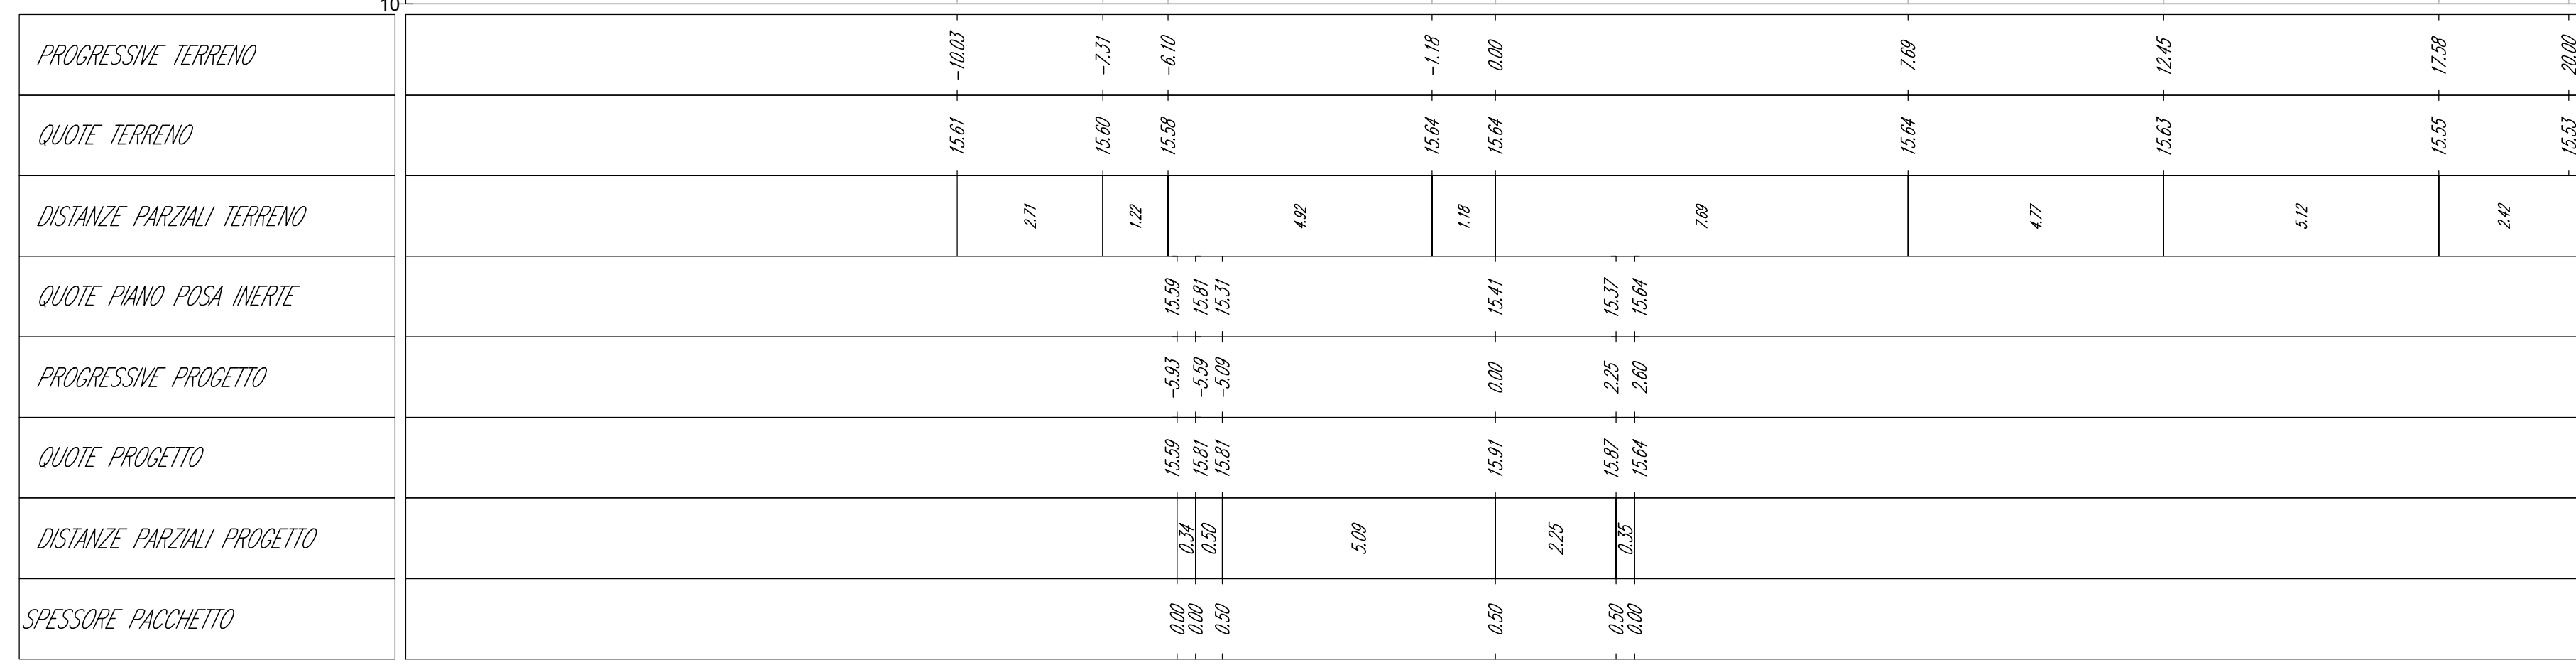 10
PROGRESSIVE TERRENO -10.03 -7.31 -6.10 -1.18 0.00 7.69 12.45 17.58 20.00
QUOTE TERRENO 15.61 15.60 15.58 15.64 15.64 15.64 15.63 15.55 15.53
DISTANZE PARZIALI TERRENO 2.71 1.22 4.92 1.18 7.69 4.77 5.12 2.42
QUOTE PIANO POSA INERTE 15.59 15.81 15.31 15.41 15.37 15.64
PROGRESSIVE PROGETTO -5.93 -5.59 -5.09 0.00 2.25 2.60
QUOTE PROGETTO 15.59 15.81 15.81 15.91 15.87 15.64
DISTANZE PARZIALI PROGETTO 0.34 0.50 5.09 2.25 0.35
SPESSORE PACCHETTO 0.00 0.00 0.50 0.50 0.50 0.00